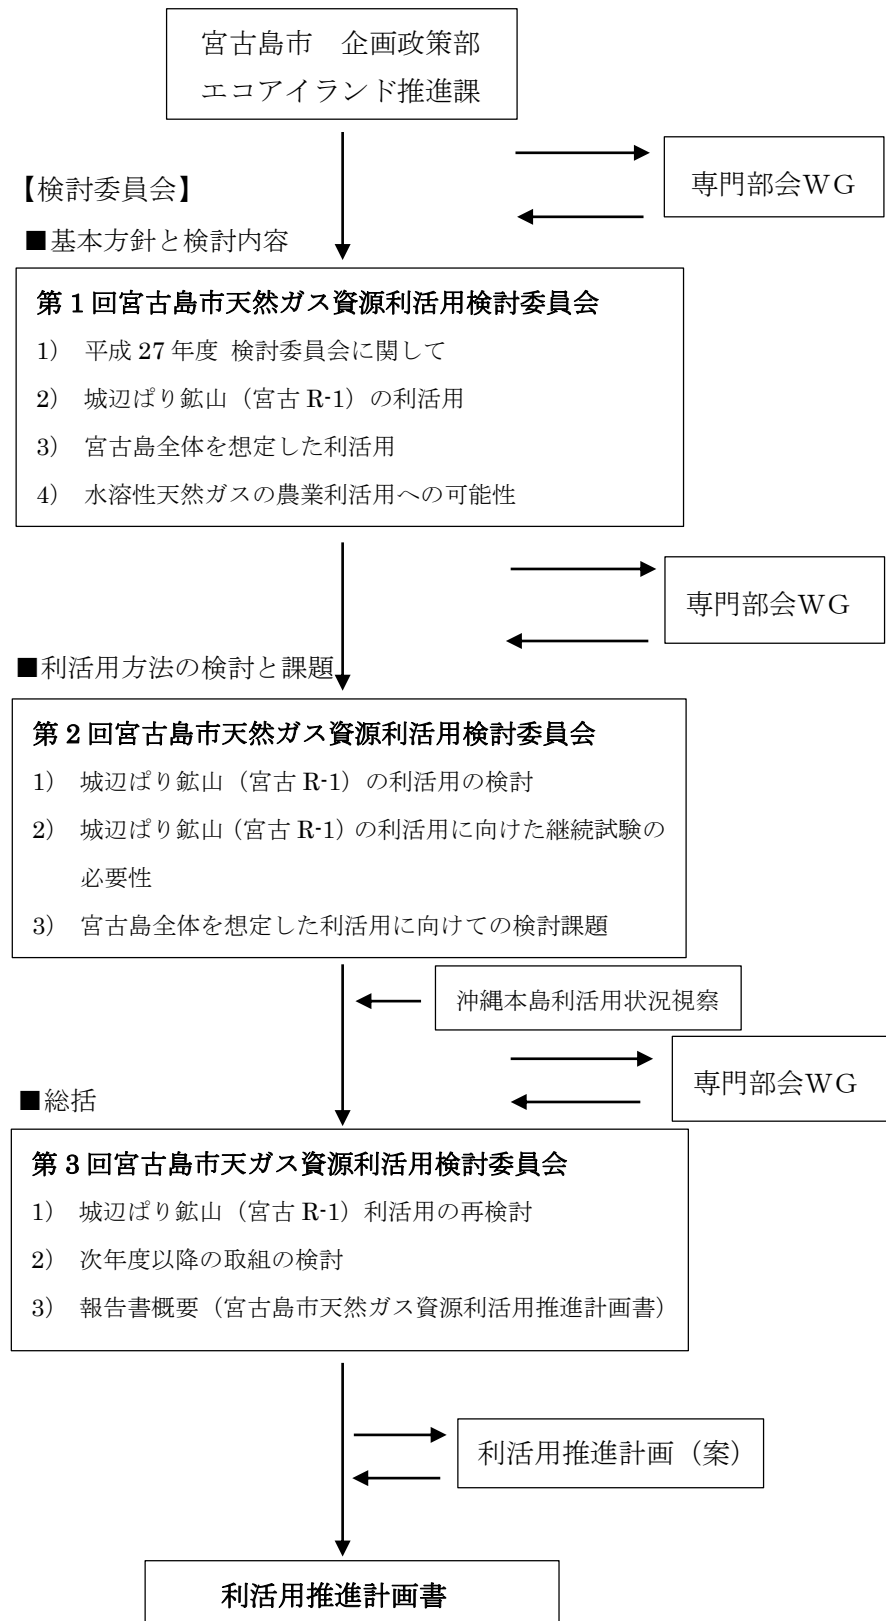 宮古島市　企画政策部
エコアイランド推進課
専門部会WG
【検討委員会】
■基本方針と検討内容
第 1 回宮古島市天然ガス資源利活用検討委員会
1)　平成 27 年度 検討委員会に関して
2)　城辺ぱり鉱山（宮古 R-1）の利活用
3)　宮古島全体を想定した利活用
4)　水溶性天然ガスの農業利活用への可能性
専門部会WG
■利活用方法の検討と課題
第 2 回宮古島市天然ガス資源利活用検討委員会
1)　城辺ぱり鉱山（宮古 R-1）の利活用の検討
2)　城辺ぱり鉱山（宮古 R-1）の利活用に向けた継続試験の
必要性
3)　宮古島全体を想定した利活用に向けての検討課題
沖縄本島利活用状況視察
専門部会WG
■総括
第 3 回宮古島市天ガス資源利活用検討委員会
1)　城辺ぱり鉱山（宮古 R-1）利活用の再検討
2)　次年度以降の取組の検討
3)　報告書概要（宮古島市天然ガス資源利活用推進計画書）
利活用推進計画（案）
利活用推進計画書